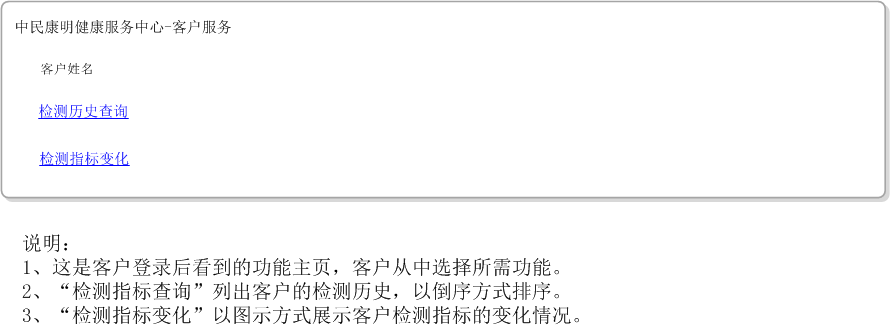 中民康明健康服务中心-客户服务
客户姓名
检测历史查询
检测指标变化
说明：
1、这是客户登录后看到的功能主页，客户从中选择所需功能。
2、“检测指标查询”列出客户的检测历史，以倒序方式排序。
3、“检测指标变化”以图示方式展示客户检测指标的变化情况。